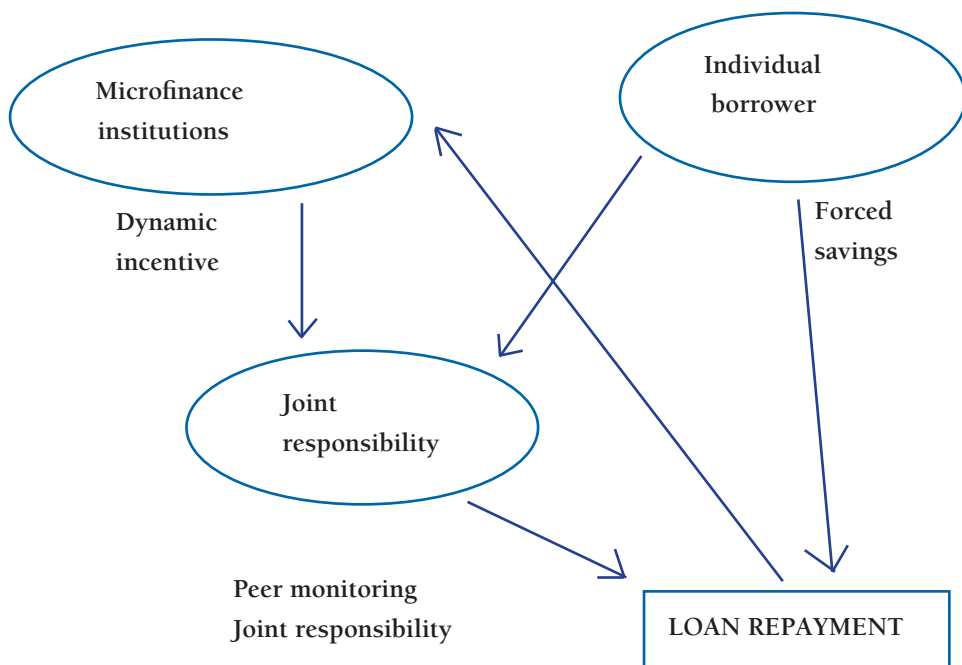 Microfinance
institutions
Individual
borrower
Dynamic
incentive
Forced
savings
Joint
responsibility
Peer monitoring
Joint responsibility
LOAN REPAYMENT